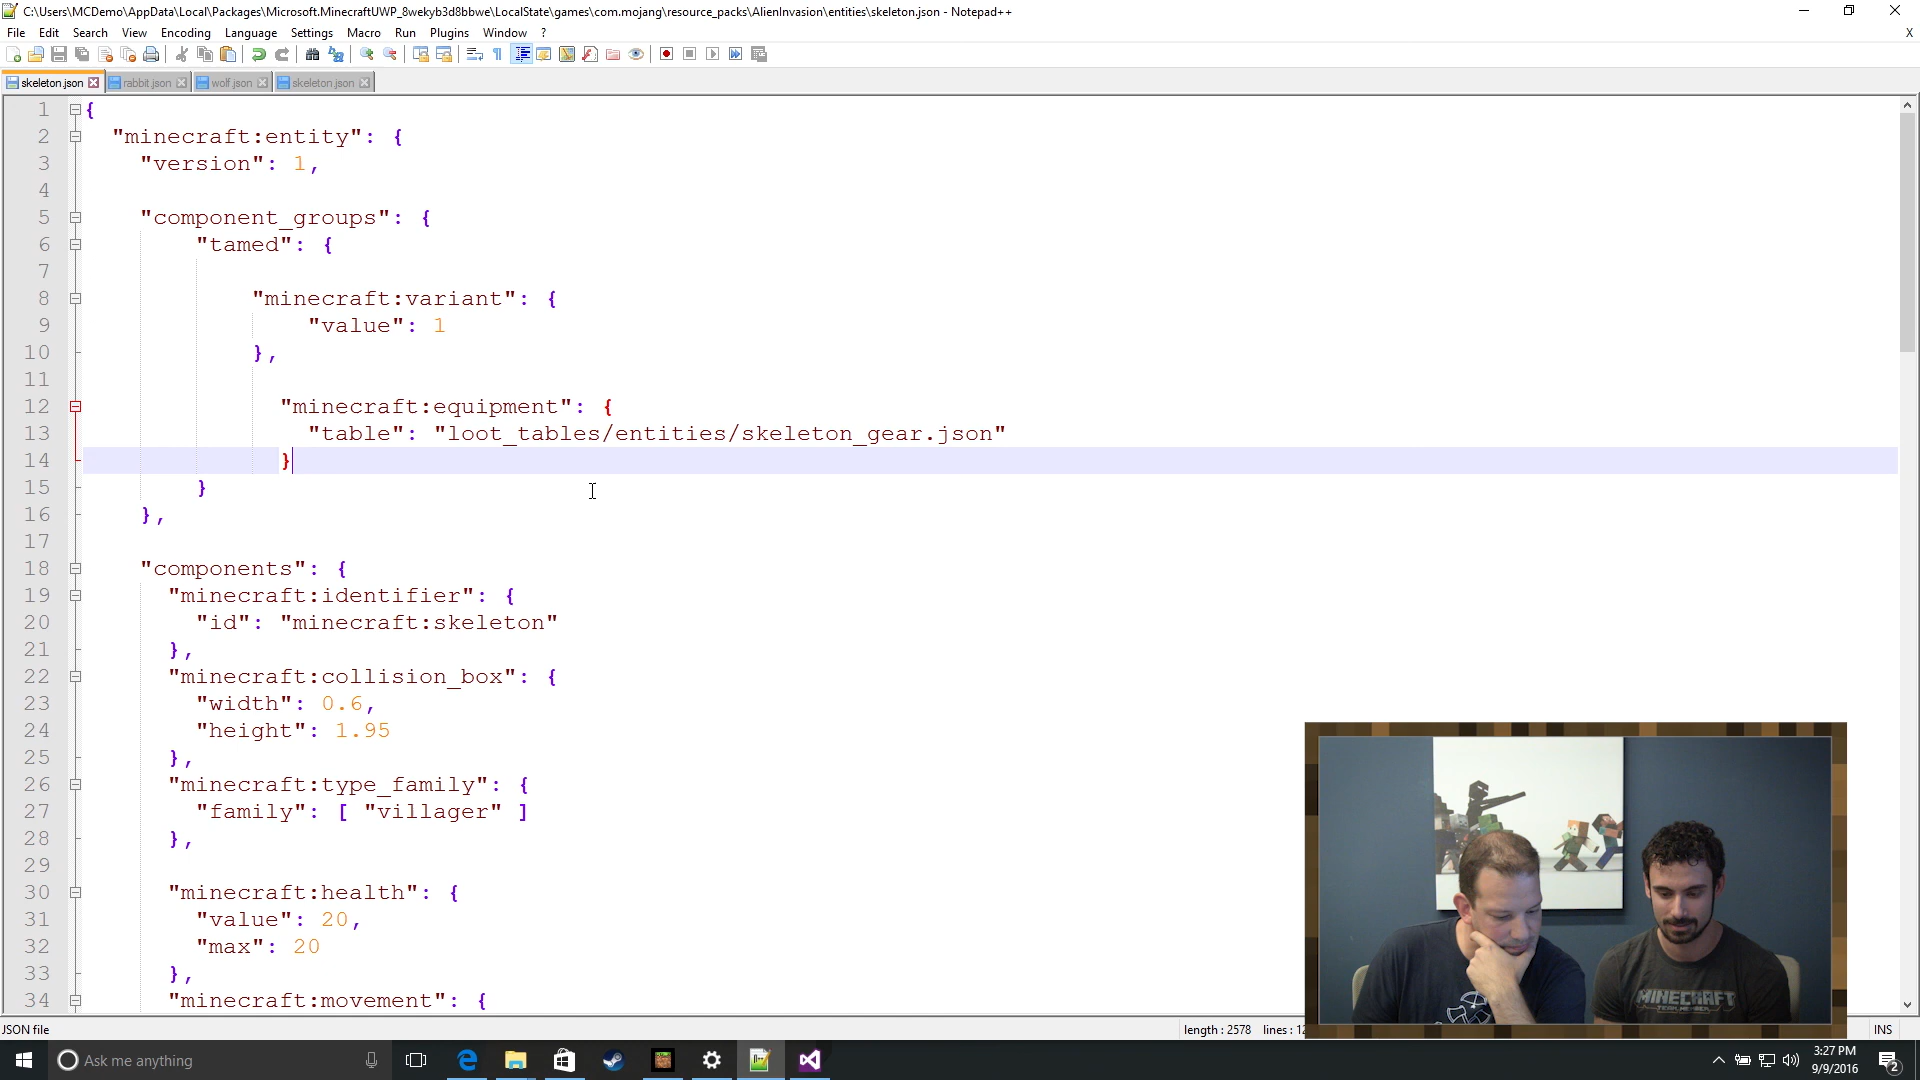 C:\Users\MCDemo\AppData\Local\Packages\Microsoft.MinecraftUWP_8wekyb3d8bbwe\LocalState\games\com.mojang\resource_packs\AlienInvasion\entities\skeleton.json - Notepad++
File Edit Search View Encoding Language Settings Macro Run Plugins Window ? X
skeleton.json rabbit.json wolf.json skeleton.json
1 {
2 "minecraft:entity": {
3 "version": 1,
4
5 "component_groups": {
6 "tamed": {
7
8 "minecraft:variant": {
9 "value": 1
10 },
11
12 "minecraft:equipment": {
13 "table": "loot_tables/entities/skeleton_gear.json"
14 }
15 }
16 },
17
18 "components": {
19 "minecraft:identifier": {
20 "id": "minecraft:skeleton"
21 },
22 "minecraft:collision_box": {
23 "width": 0.6,
24 "height": 1.95
25 },
26 "minecraft:type_family": {
27 "family": [ "villager" ]
28 },
29
30 "minecraft:health": {
31 "value": 20,
32 "max": 20
33 },
34 "minecraft:movement": {
MINECRAFT
TEAM MEMBER
JSON file length : 2578 lines : 12 INS
Ask me anything
3:27 PM
9/9/2016
2